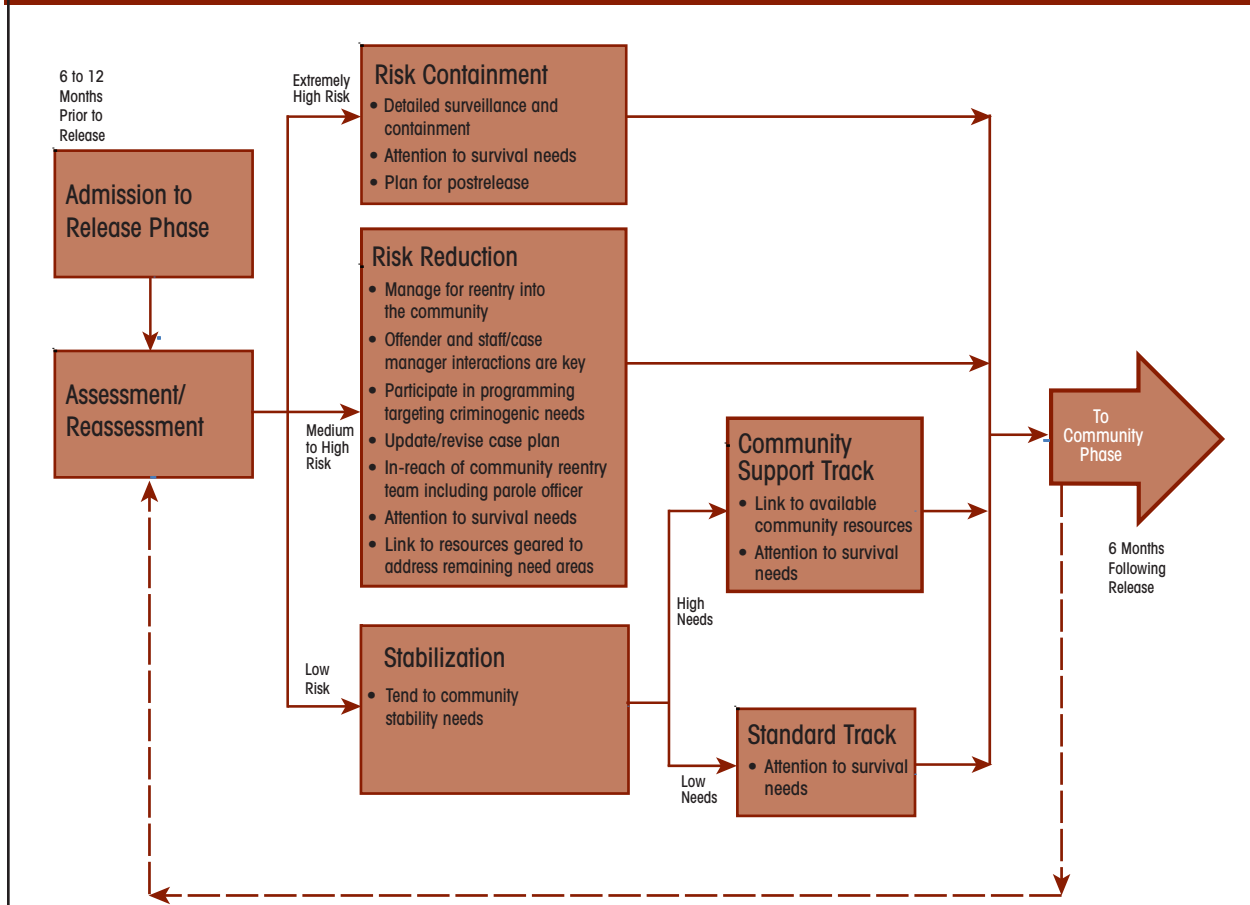 6 to 12
Months
Prior to
Release
Admission to
Release Phase
Assessment/
Reassessment
Extremely
High Risk
Risk Containment
• Detailed surveillance and
containment
• Attention to survival needs
• Plan for postrelease
Medium
to High
Risk
Risk Reduction
• Manage for reentry into
the community
• Offender and staff/case
manager interactions are key
• Participate in programming
targeting criminogenic needs
• Update/revise case plan
• In-reach of community reentry
team including parole officer
• Attention to survival needs
• Link to resources geared to
address remaining need areas
Low
Risk
Stabilization
• Tend to community
stability needs
High
Needs
Community
Support Track
• Link to available
community resources
• Attention to survival
needs
Low
Needs
Standard Track
• Attention to survival
needs
To
Community
Phase
6 Months
Following
Release